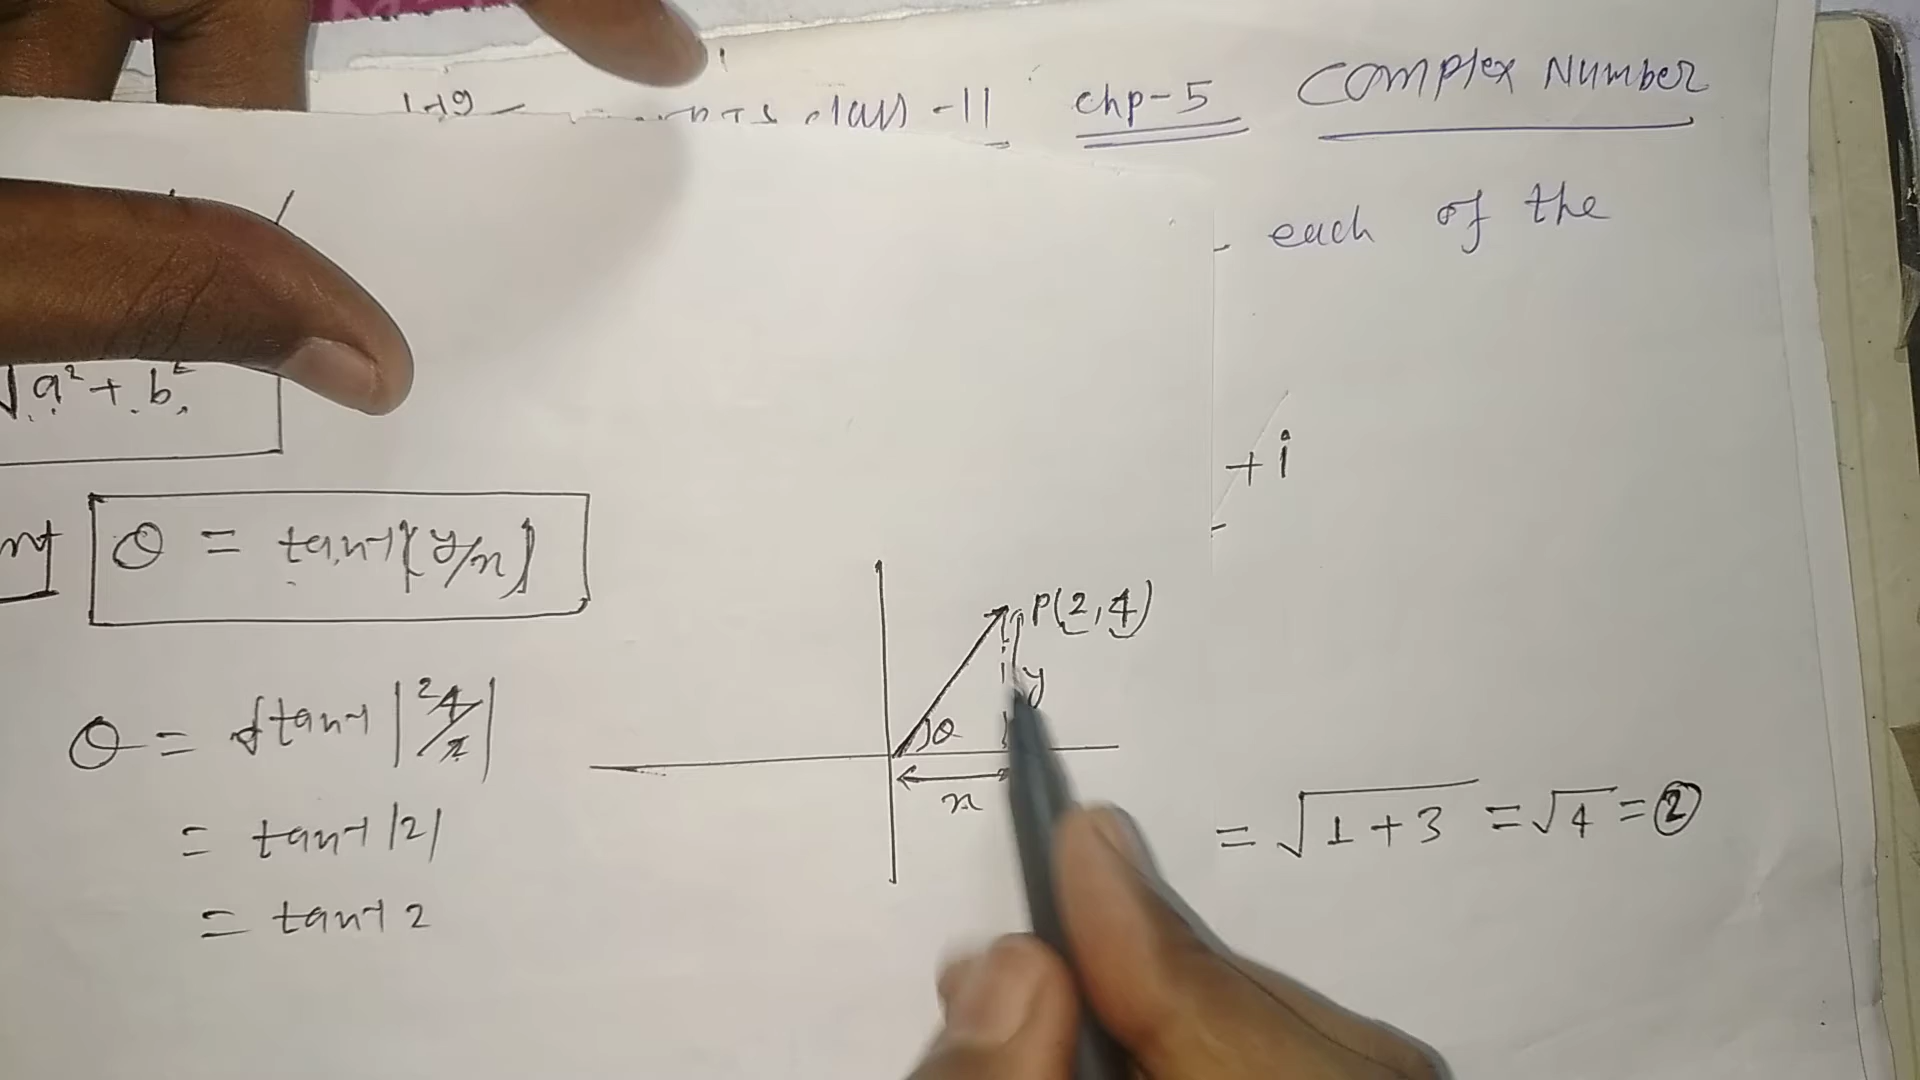 class - 11 chp - 5 Complex Number
each of the
√a² + b²
+ i
θ = tan-1(y/x)
P(2, 4)
y
θ
x
θ = tan-1 |4/2| 2
= tan-1 |2|
= tan-1 2
= √1 + 3 = √4 = 2